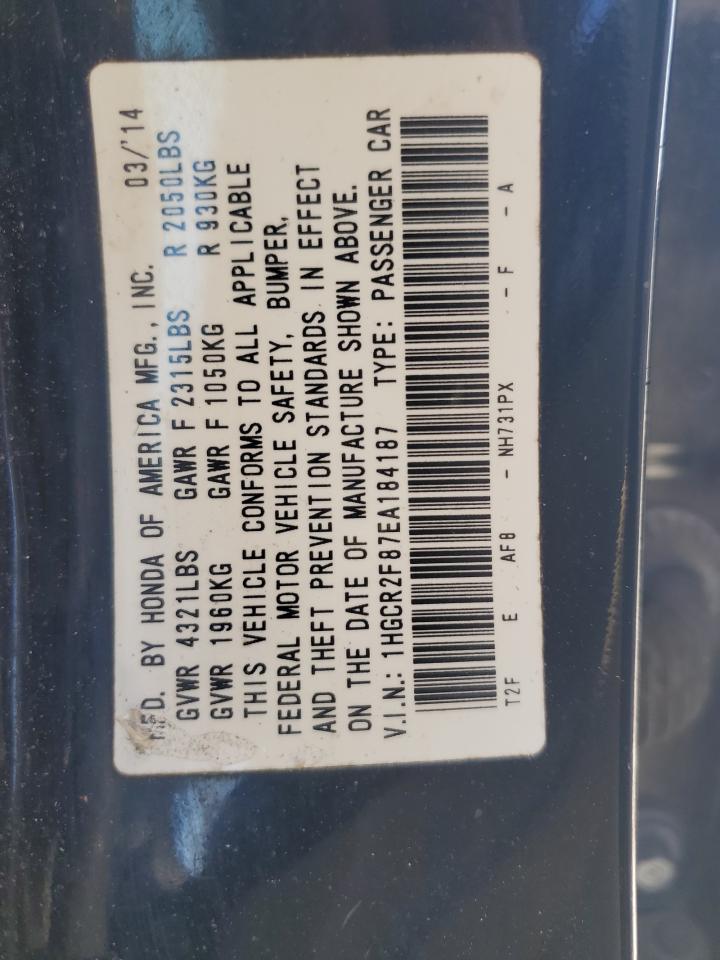 MFD. BY HONDA OF AMERICA MFG., INC. 03/'14
GVWR 4321LBS GAWR F 2315LBS R 2050LBS
GVWR 1960KG GAWR F 1050KG R 930KG
THIS VEHICLE CONFORMS TO ALL APPLICABLE
FEDERAL MOTOR VEHICLE SAFETY, BUMPER,
AND THEFT PREVENTION STANDARDS IN EFFECT
ON THE DATE OF MANUFACTURE SHOWN ABOVE.
V.I.N.: 1HGCR2F87EA184187 TYPE: PASSENGER CAR
T2F E AF8 - NH731PX - F - A